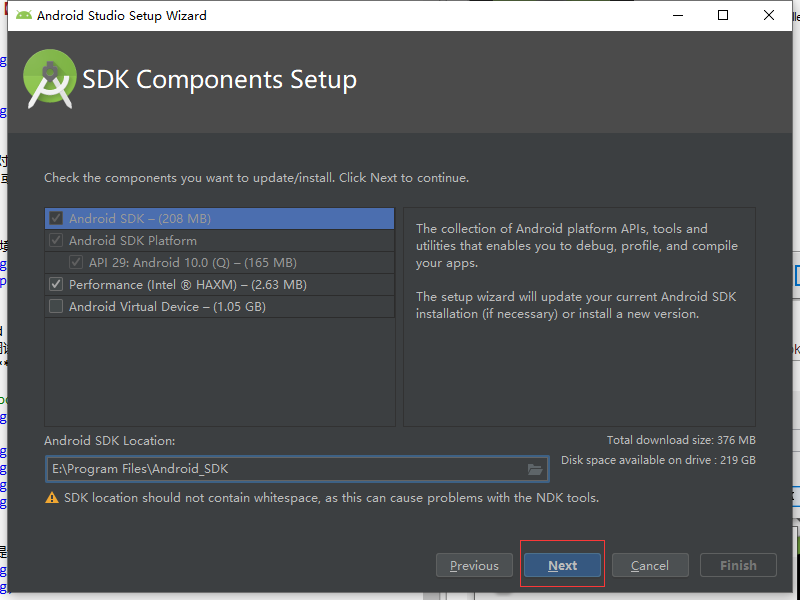 Android Studio Setup Wizard
SDK Components Setup
Check the components you want to update/install. Click Next to continue.
Android SDK – (208 MB)
Android SDK Platform
API 29: Android 10.0 (Q) – (165 MB)
Performance (Intel ® HAXM) – (2.63 MB)
Android Virtual Device – (1.05 GB)
The collection of Android platform APIs, tools and
utilities that enables you to debug, profile, and compile
your apps.
The setup wizard will update your current Android SDK
installation (if necessary) or install a new version.
Android SDK Location:
Total download size: 376 MB
E:\Program Files\Android_SDK
Disk space available on drive : 219 GB
SDK location should not contain whitespace, as this can cause problems with the NDK tools.
Previous
Next
Cancel
Finish